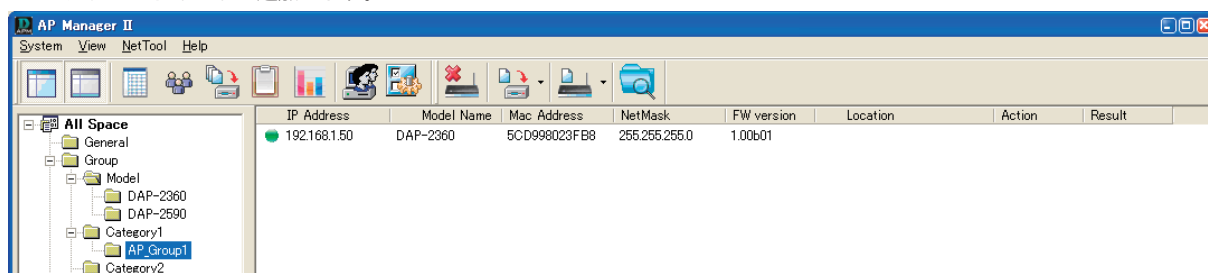 AP Manager II
System View NetTool Help
IP Address Model Name Mac Address NetMask FW version Location Action Result
192.168.1.50 DAP-2360 5CD998023FB8 255.255.255.0 1.00b01
All Space
General
Group
Model
DAP-2360
DAP-2590
Category1
AP_Group1
Category2